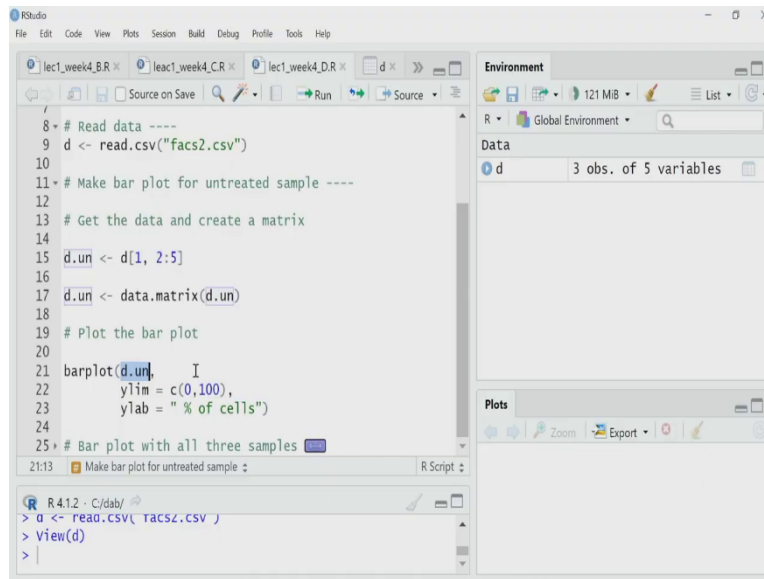 RStudio
File Edit Code View Plots Session Build Debug Profile Tools Help
lec1_week4_B.R leac1_week4_C.R lec1_week4_D.R d
Source on Save Run Source
8 # Read data ----
9 d <- read.csv("facs2.csv")
10
11 # Make bar plot for untreated sample ----
12
13 # Get the data and create a matrix
14
15 d.un <- d[1, 2:5]
16
17 d.un <- data.matrix(d.un)
18
19 # Plot the bar plot
20
21 barplot(d.un,
22 ylim = c(0,100),
23 ylab = " % of cells")
24
25 # Bar plot with all three samples
21:13 Make bar plot for untreated sample R Script
R 4.1.2 · C:/dab/
> d <- read.csv( facs2.csv )
> View(d)
>
Environment
121 MiB List
R Global Environment
Data
d 3 obs. of 5 variables
Plots
Zoom Export